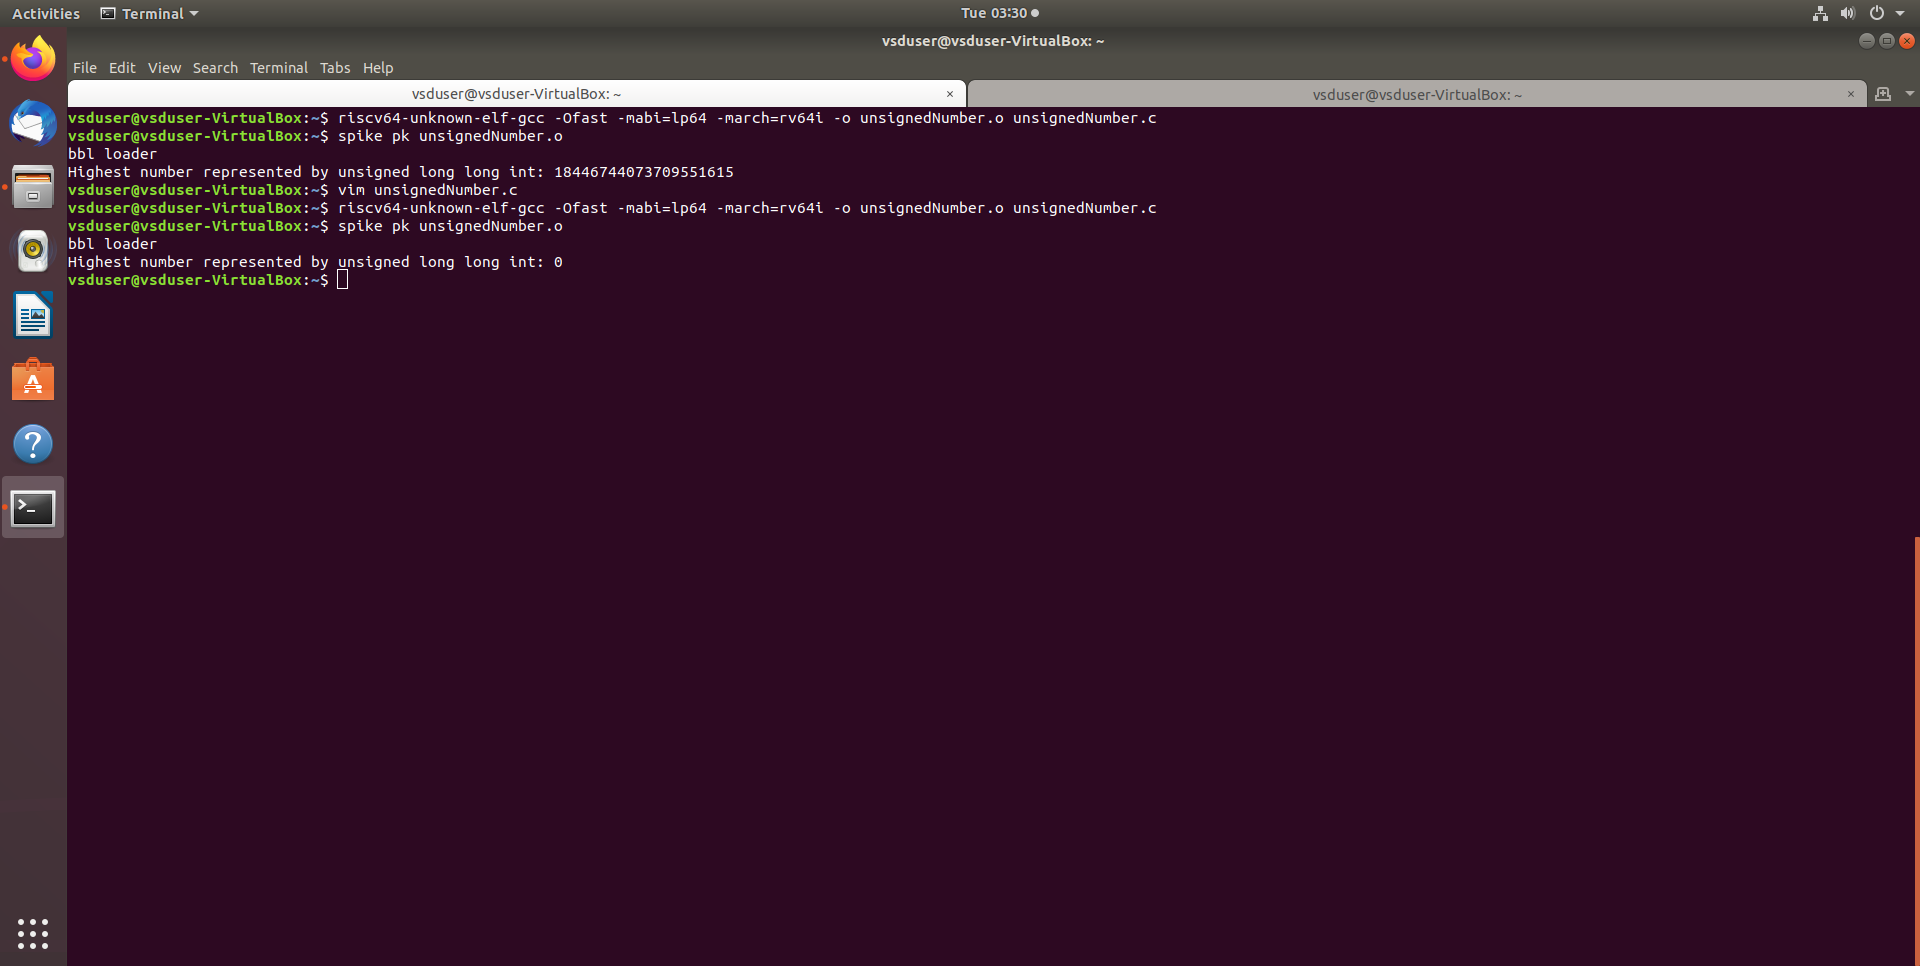 Activities Terminal Tue 03:30
vsduser@vsduser-VirtualBox: ~
File Edit View Search Terminal Tabs Help
vsduser@vsduser-VirtualBox: ~ × vsduser@vsduser-VirtualBox: ~ ×
vsduser@vsduser-VirtualBox:~$ riscv64-unknown-elf-gcc -Ofast -mabi=lp64 -march=rv64i -o unsignedNumber.o unsignedNumber.c
vsduser@vsduser-VirtualBox:~$ spike pk unsignedNumber.o
bbl loader
Highest number represented by unsigned long long int: 18446744073709551615
vsduser@vsduser-VirtualBox:~$ vim unsignedNumber.c
vsduser@vsduser-VirtualBox:~$ riscv64-unknown-elf-gcc -Ofast -mabi=lp64 -march=rv64i -o unsignedNumber.o unsignedNumber.c
vsduser@vsduser-VirtualBox:~$ spike pk unsignedNumber.o
bbl loader
Highest number represented by unsigned long long int: 0
vsduser@vsduser-VirtualBox:~$